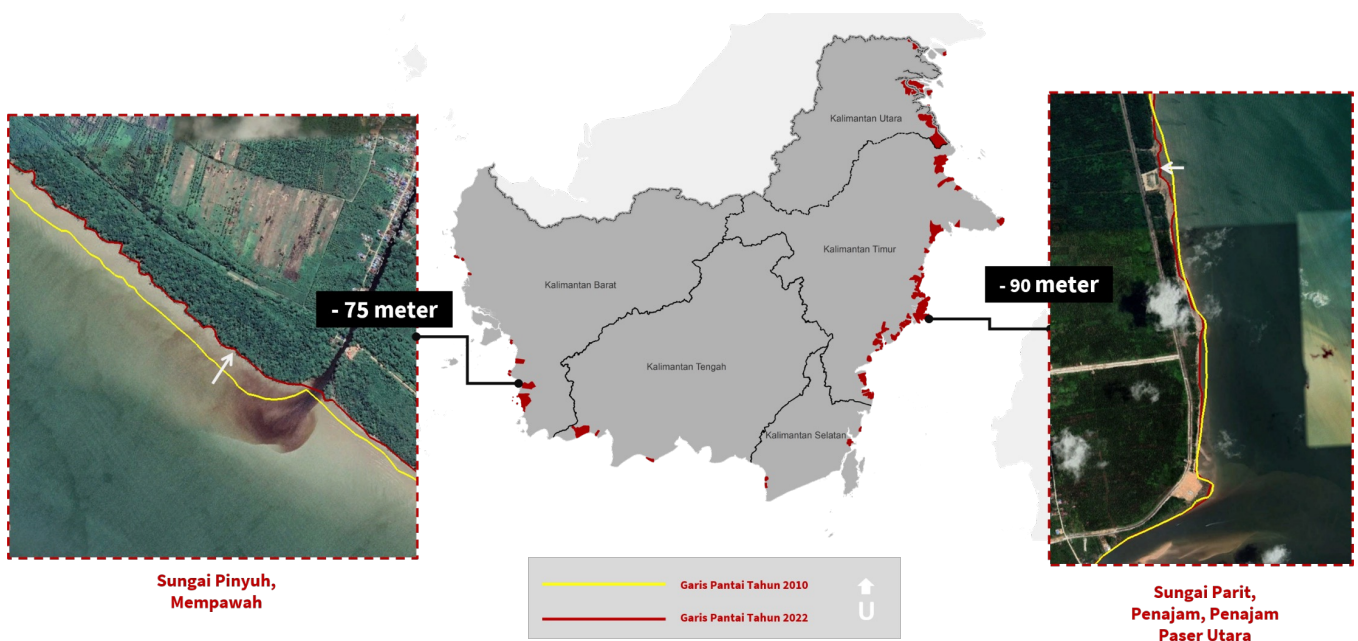 Kalimantan Utara
Kalimantan Timur
Kalimantan Barat
- 75 meter
- 90 meter
Kalimantan Tengah
Kalimantan Selatan
Sungai Pinyuh,
Mempawah
Garis Pantai Tahun 2010
Garis Pantai Tahun 2022
U
Sungai Parit,
Penajam, Penajam
Paser Utara